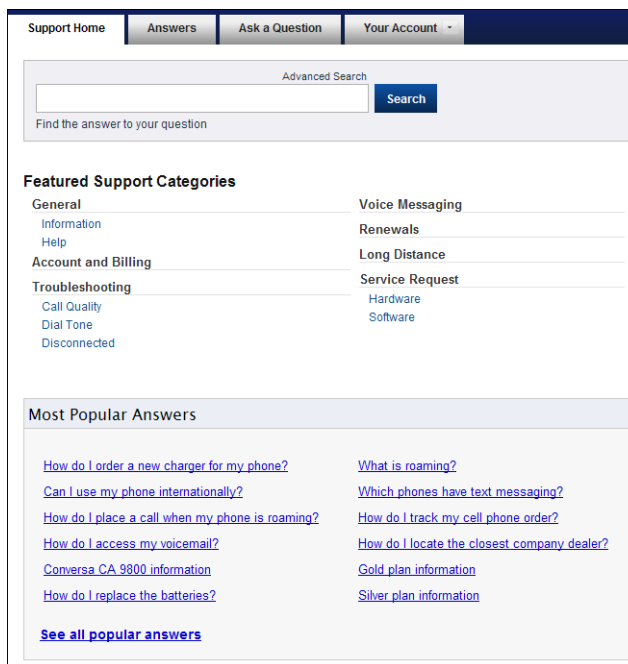 Support Home
Answers
Ask a Question
Your Account
Advanced Search
Search
Find the answer to your question
Featured Support Categories
General
Information
Help
Account and Billing
Troubleshooting
Call Quality
Dial Tone
Disconnected
Voice Messaging
Renewals
Long Distance
Service Request
Hardware
Software
Most Popular Answers
How do I order a new charger for my phone?
Can I use my phone internationally?
How do I place a call when my phone is roaming?
How do I access my voicemail?
Conversa CA 9800 information
How do I replace the batteries?
What is roaming?
Which phones have text messaging?
How do I track my cell phone order?
How do I locate the closest company dealer?
Gold plan information
Silver plan information
See all popular answers